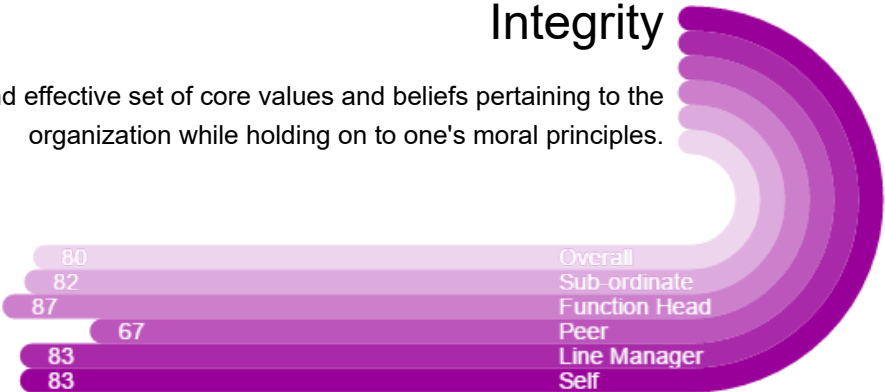 Integrity
effective set of core values and beliefs pertaining to the
organization while holding on to one's moral principles.
80 Overall
82 Sub-ordinate
87 Function Head
67 Peer
83 Line Manager
83 Self